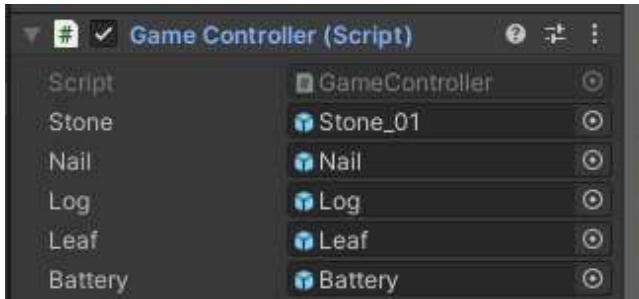 # Game Controller (Script)
Script GameController
Stone Stone_01
Nail Nail
Log Log
Leaf Leaf
Battery Battery